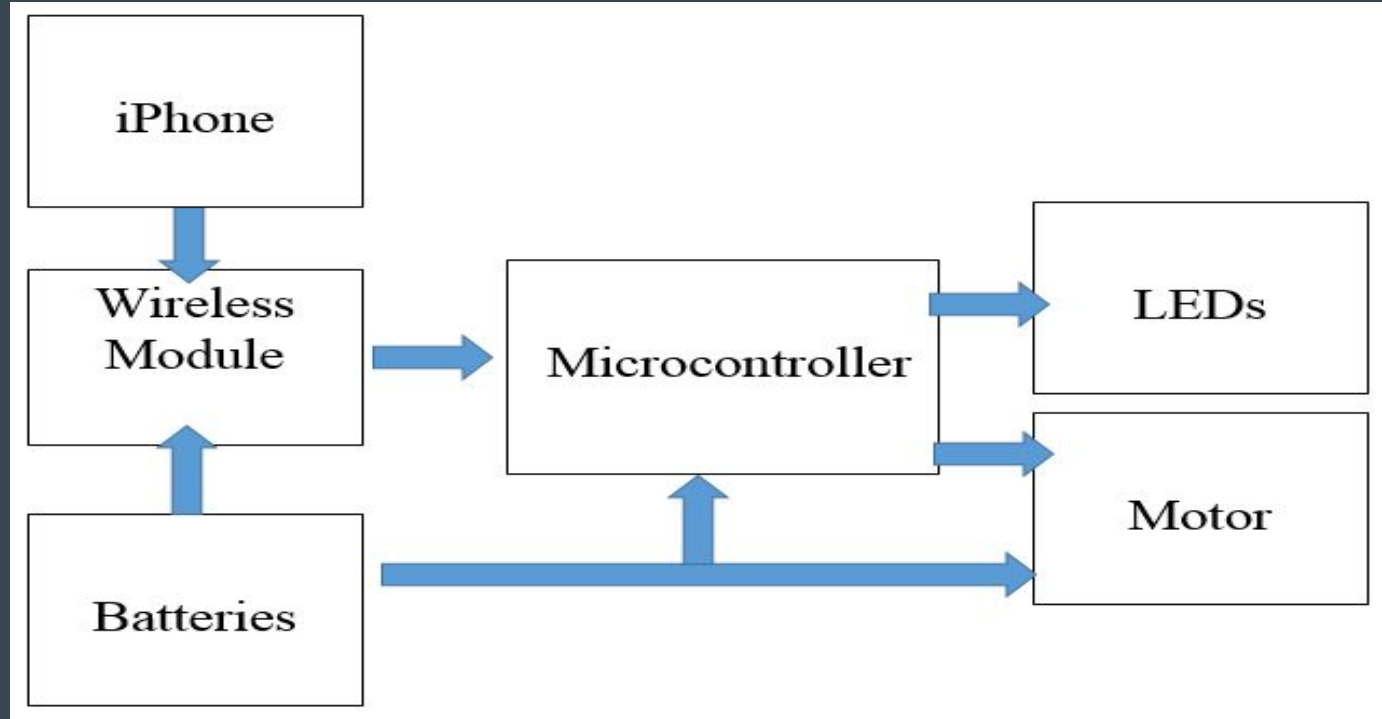 iPhone
Wireless
Module
Microcontroller
LEDs
Motor
Batteries